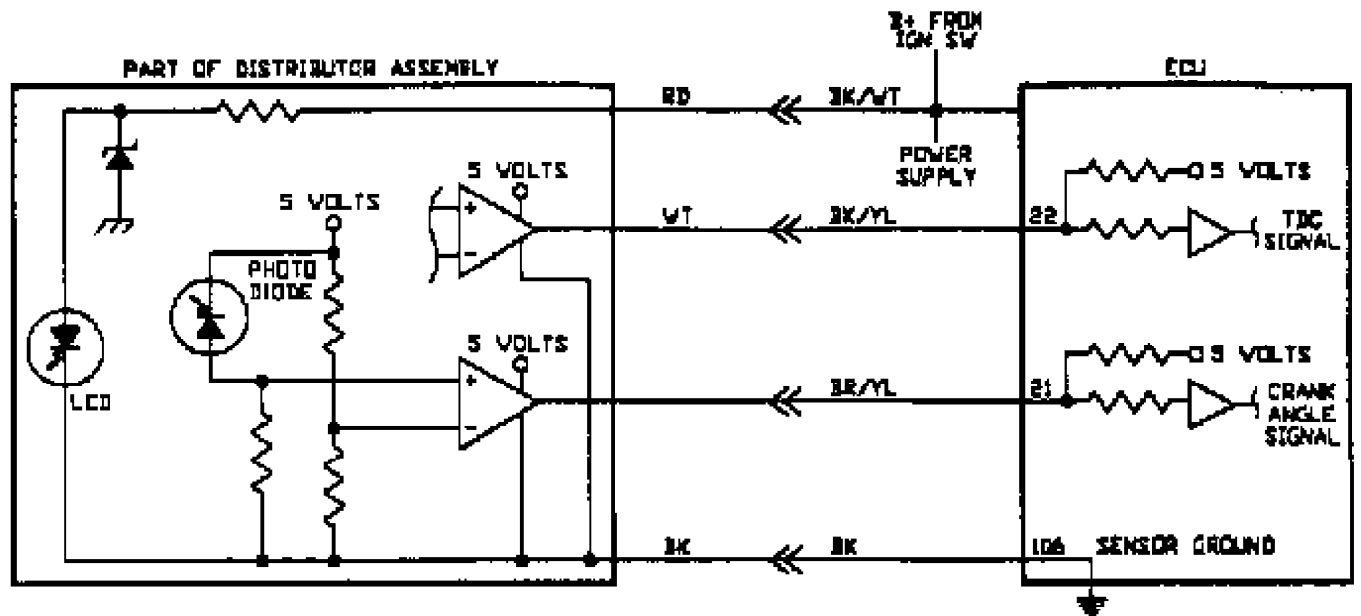 B+ FROM
IGN SW
PART OF DISTRIBUTOR ASSEMBLY
ECU
RD
BK/WT
5 VOLTS
POWER
SUPPLY
5 VOLTS
5 VOLTS
WT
BK/YL
22
TDC
SIGNAL
PHOTO
DIODE
5 VOLTS
5 VOLTS
LED
BR/YL
21
CRANK
ANGLE
SIGNAL
BK
BK
106
SENSOR GROUND